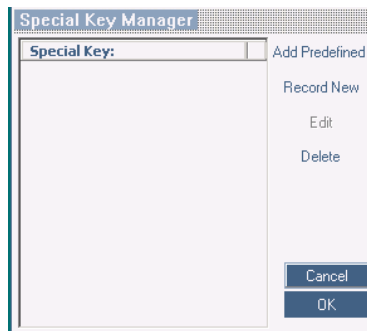 Special Key Manager
Special Key:
Add Predefined
Record New
Edit
Delete
Cancel
OK